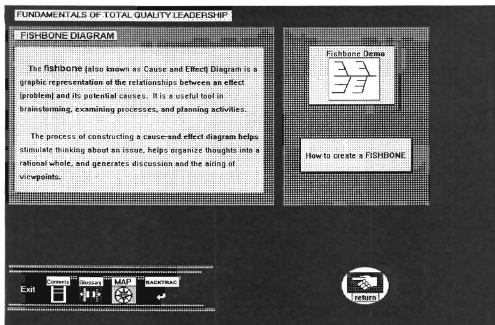 FUNDAMENTALS OF TOTAL QUALITY LEADERSHIP
FISHBONE DIAGRAM
The fishbone (also known as Cause and Effect) Diagram is a
graphic representation of the relationships between an effect
(problem) and its potential causes. It is a useful tool in
brainstorming, examining processes, and planning activities.
The process of constructing a cause-and effect diagram helps
stimulate thinking about an issue, helps organize thoughts into a
rational whole, and generates discussion and the airing of
viewpoints.
Fishbone Demo
How to create a FISHBONE
Exit
Contents
Glossary
MAP
BACKTRAC
return